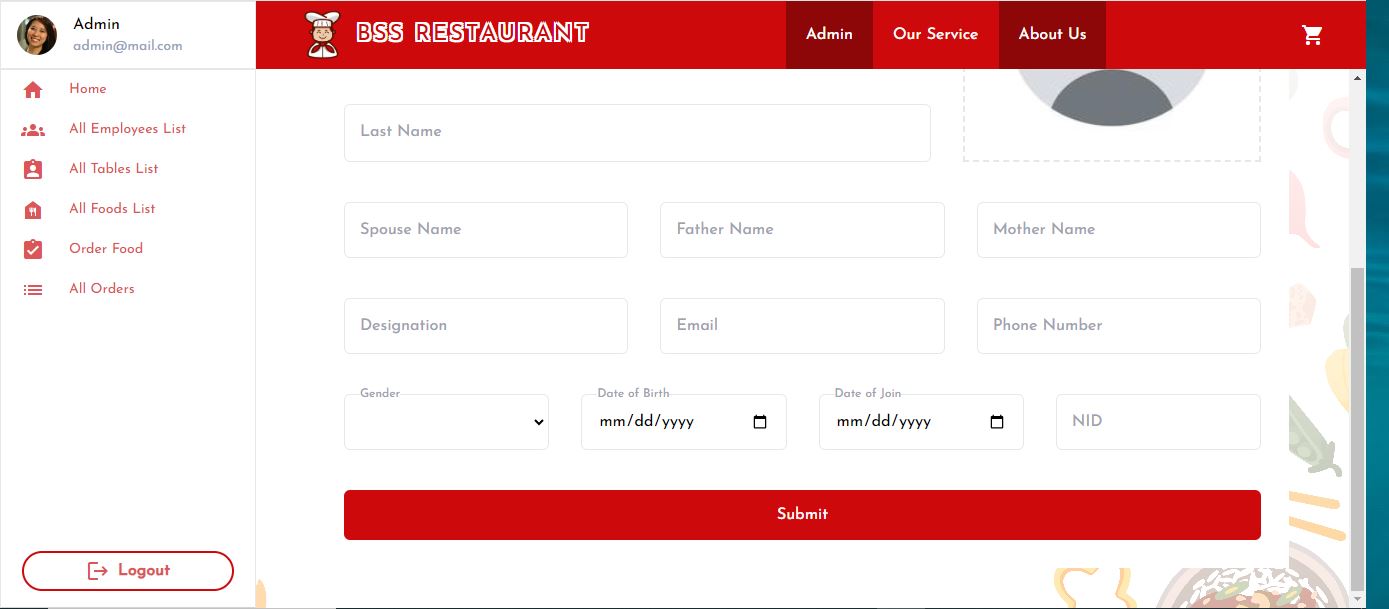 Admin
admin@mail.com
BSS RESTAURANT
Admin
Our Service
About Us
Home
All Employees List
All Tables List
All Foods List
Order Food
All Orders
Logout
Last Name
Spouse Name
Father Name
Mother Name
Designation
Email
Phone Number
Gender
Date of Birth
mm/dd/yyyy
Date of Join
mm/dd/yyyy
NID
Submit